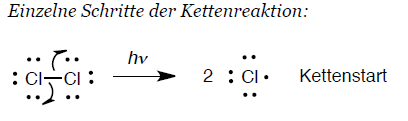 Einzelne Schritte der Kettenreaktion:
hν
Cl—Cl 2 Cl · Kettenstart